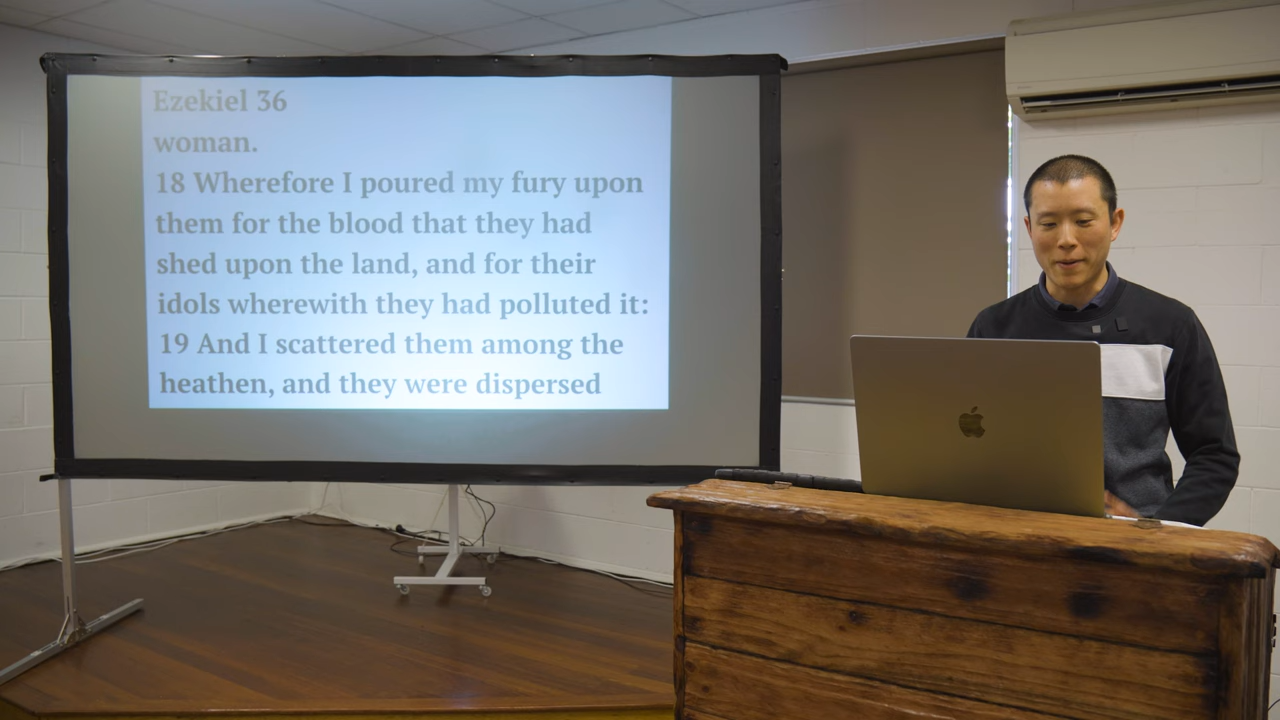 Ezekiel 36
woman.
18 Wherefore I poured my fury upon
them for the blood that they had
shed upon the land, and for their
idols wherewith they had polluted it:
19 And I scattered them among the
heathen, and they were dispersed